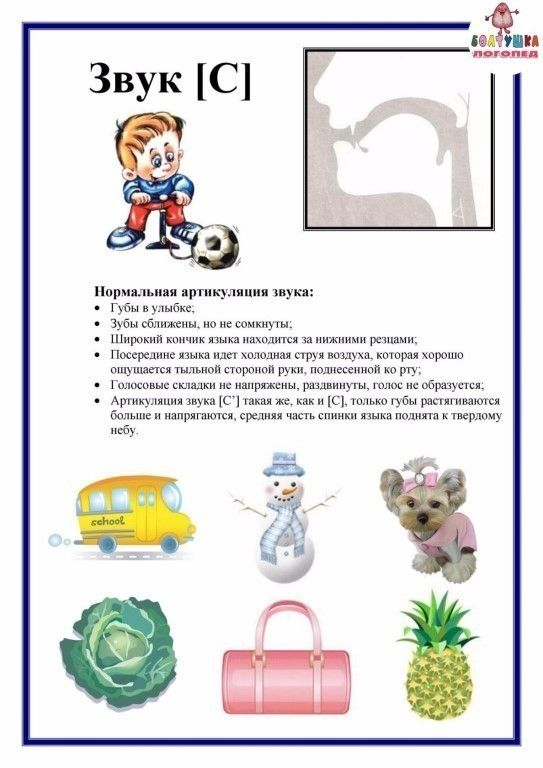 БОЛТУШКА
ЛОГОПЕД
Звук [С]
Нормальная артикуляция звука:
• Губы в улыбке;
• Зубы сближены, но не сомкнуты;
• Широкий кончик языка находится за нижними резцами;
• Посередине языка идет холодная струя воздуха, которая хорошо
ощущается тыльной стороной руки, поднесенной ко рту;
• Голосовые складки не напряжены, раздвинуты, голос не образуется;
• Артикуляция звука [С’] такая же, как и [С], только губы растягиваются
больше и напрягаются, средняя часть спинки языка поднята к твердому
небу.
school